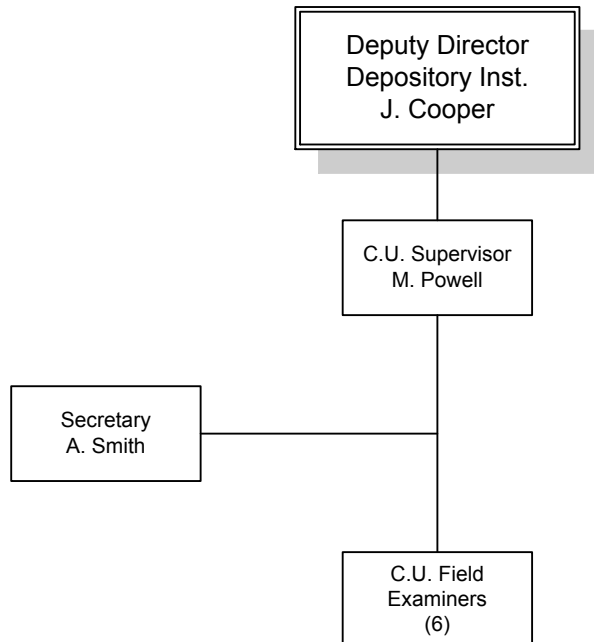 Deputy Director
Depository Inst.
J. Cooper
C.U. Supervisor
M. Powell
Secretary
A. Smith
C.U. Field
Examiners
(6)